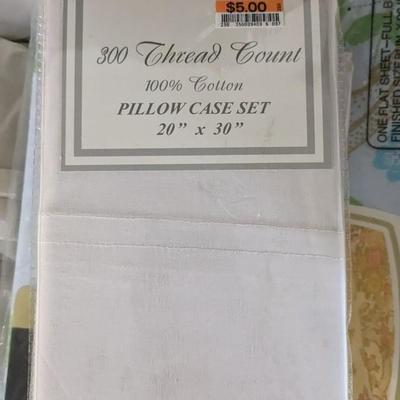 $5.00
300 Thread Count
100% Cotton
PILLOW CASE SET
20" x 30"
ONE FLAT SHEET–FULL